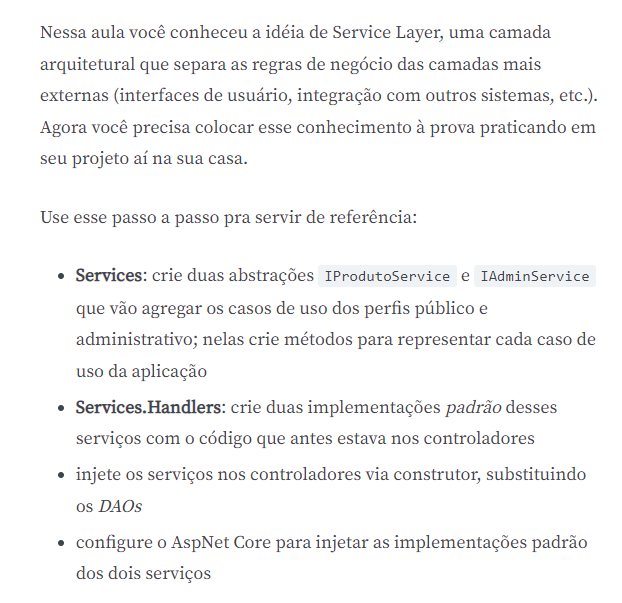 Nessa aula você conheceu a idéia de Service Layer, uma camada
arquitetural que separa as regras de negócio das camadas mais
externas (interfaces de usuário, integração com outros sistemas, etc.).
Agora você precisa colocar esse conhecimento à prova praticando em
seu projeto aí na sua casa.
Use esse passo a passo pra servir de referência:
• Services: crie duas abstrações IProdutoService e IAdminService
que vão agregar os casos de uso dos perfis público e
administrativo; nelas crie métodos para representar cada caso de
uso da aplicação
• Services.Handlers: crie duas implementações padrão desses
serviços com o código que antes estava nos controladores
• injete os serviços nos controladores via construtor, substituindo
os DAOs
• configure o AspNet Core para injetar as implementações padrão
dos dois serviços